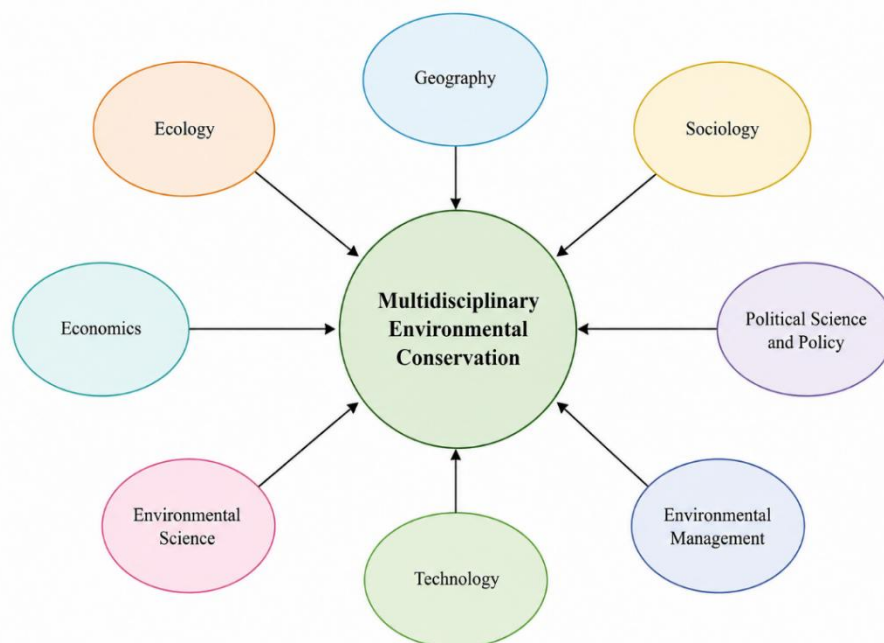 Geography
Ecology
Sociology
Multidisciplinary
Environmental
Conservation
Economics
Political Science
and Policy
Environmental
Science
Environmental
Management
Technology